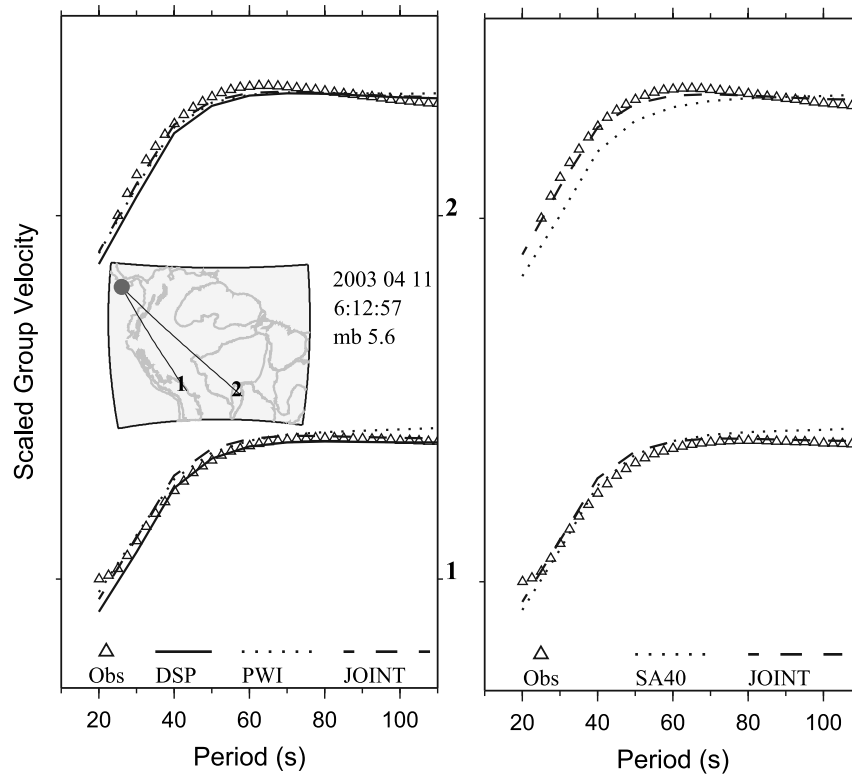 Scaled Group Velocity
2
2003 04 11
6:12:57
mb 5.6
1
2
1
Obs DSP PWI JOINT
Obs SA40 JOINT
20 40 60 80 100
20 40 60 80 100
Period (s)
Period (s)